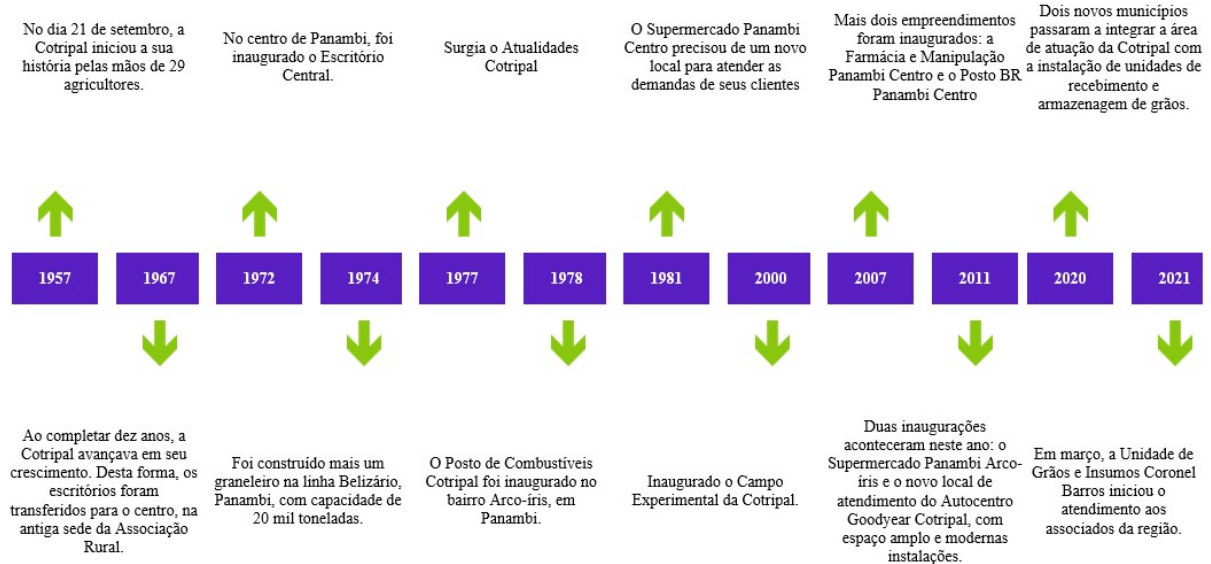 No dia 21 de setembro, a
Cotripal iniciou a sua
história pelas mãos de 29
agricultores.
No centro de Panambi, foi
inaugurado o Escritório
Central.
Surgia o Atualidades
Cotripal
O Supermercado Panambi
Centro precisou de um novo
local para atender as
demandas de seus clientes
Mais dois empreendimentos
foram inaugurados: a
Farmácia e Manipulação
Panambi Centro e o Posto BR
Panambi Centro
Dois novos municípios
passaram a integrar a área
de atuação da Cotripal com
a instalação de unidades de
recebimento e
armazenagem de grãos.
1957
1967
1972
1974
1977
1978
1981
2000
2007
2011
2020
2021
Ao completar dez anos, a
Cotripal avançava em seu
crescimento. Desta forma, os
escritórios foram
transferidos para o centro, na
antiga sede da Associação
Rural.
Foi construído mais um
graneleiro na linha Belizário,
Panambi, com capacidade de
20 mil toneladas.
O Posto de Combustíveis
Cotripal foi inaugurado no
bairro Arco-íris, em
Panambi.
Inaugurado o Campo
Experimental da Cotripal.
Duas inaugurações
aconteceram neste ano: o
Supermercado Panambi Arco-
íris e o novo local de
atendimento do Autocentro
Goodyear Cotripal, com
espaço amplo e modernas
instalações.
Em março, a Unidade de
Grãos e Insumos Coronel
Barros iniciou o
atendimento aos
associados da região.